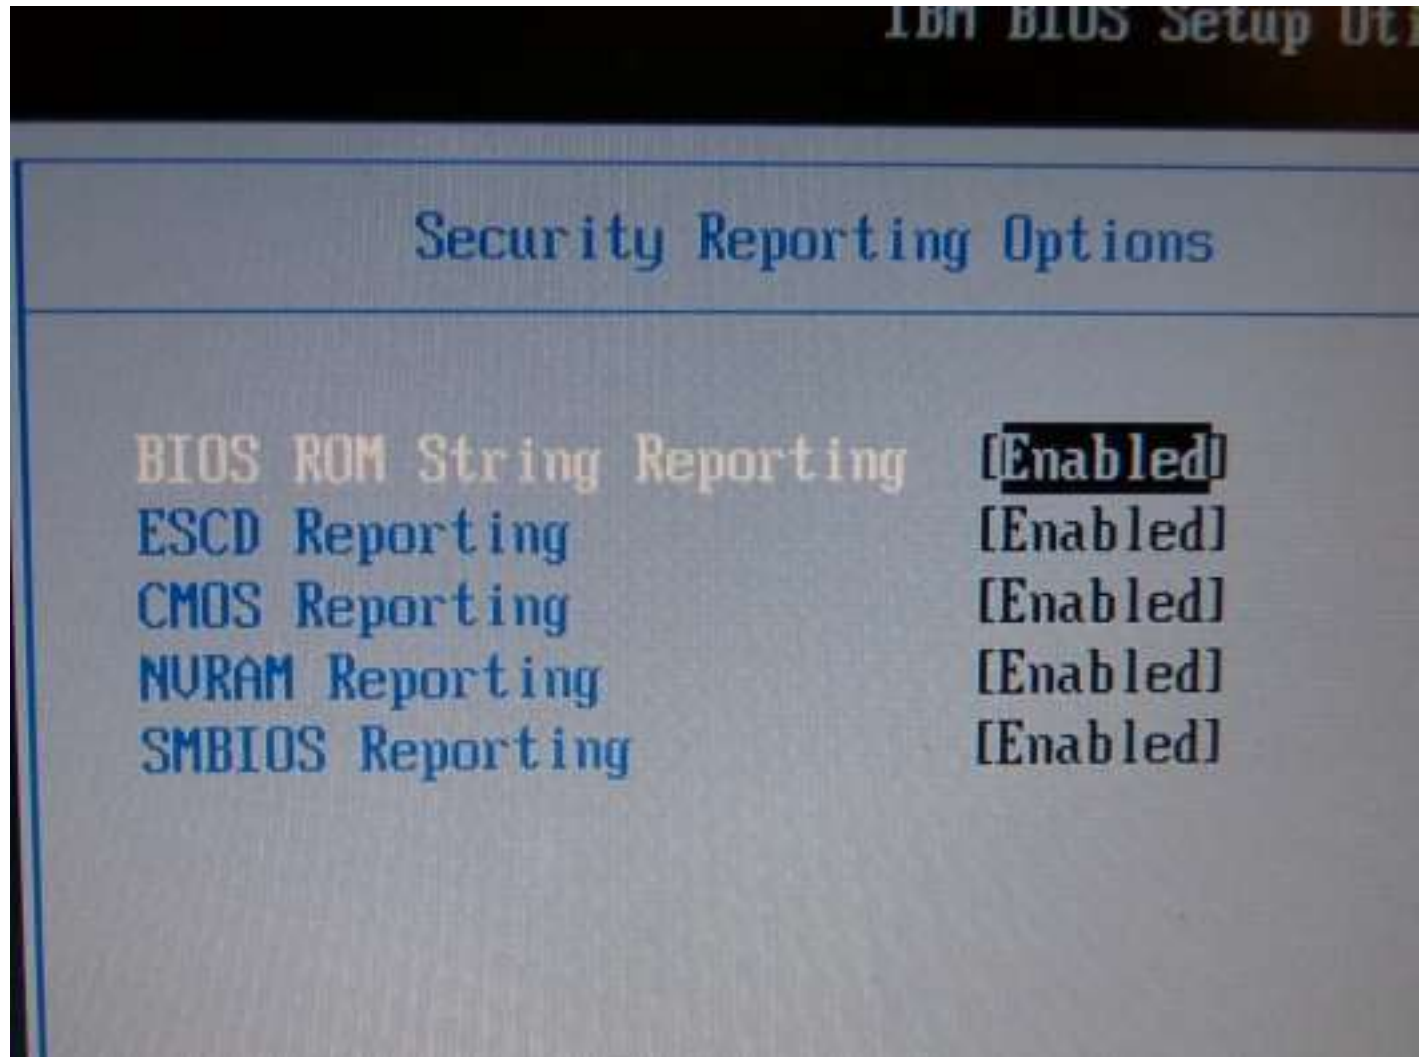 IBM BIOS Setup
Security Reporting Options
BIOS ROM String Reporting [Enabled]
ESCD Reporting [Enabled]
CMOS Reporting [Enabled]
NVRAM Reporting [Enabled]
SMBIOS Reporting [Enabled]